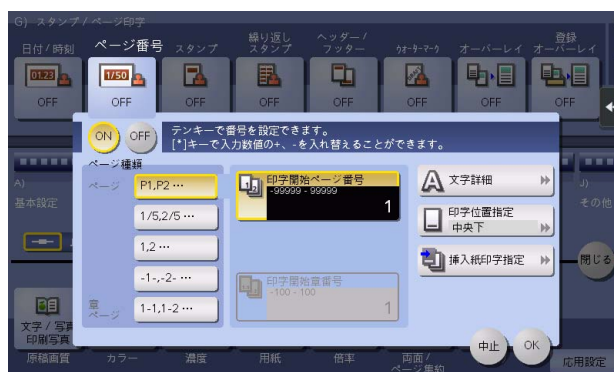 G) スタンプ / ページ印字
日付 / 時刻
ページ番号
スタンプ
繰り返し
スタンプ
ヘッダー /
フッター
ｳｫｰﾀｰﾏｰｸ
オーバーレイ
登録
オーバーレイ
01.23
1/50
OFF
OFF
OFF
OFF
OFF
OFF
OFF
OFF
ON
OFF
テンキーで番号を設定できます。
[*]キーで入力数値の+、-を入れ替えることができます。
ページ種類
ページ
P1,P2 …
1/5,2/5 …
1,2 …
-1-,-2- …
章
ページ
1-1,1-2 …
印字開始ページ番号
-99999 - 99999
1
印字開始章番号
-100 - 100
1
文字詳細
印字位置指定
中央下
挿入紙印字指定
中止
OK
A)
基本設定
J)
その他
閉じる
文字 / 写真
印刷写真
原稿画質
カラー
濃度
用紙
倍率
両面 /
ページ集約
応用設定